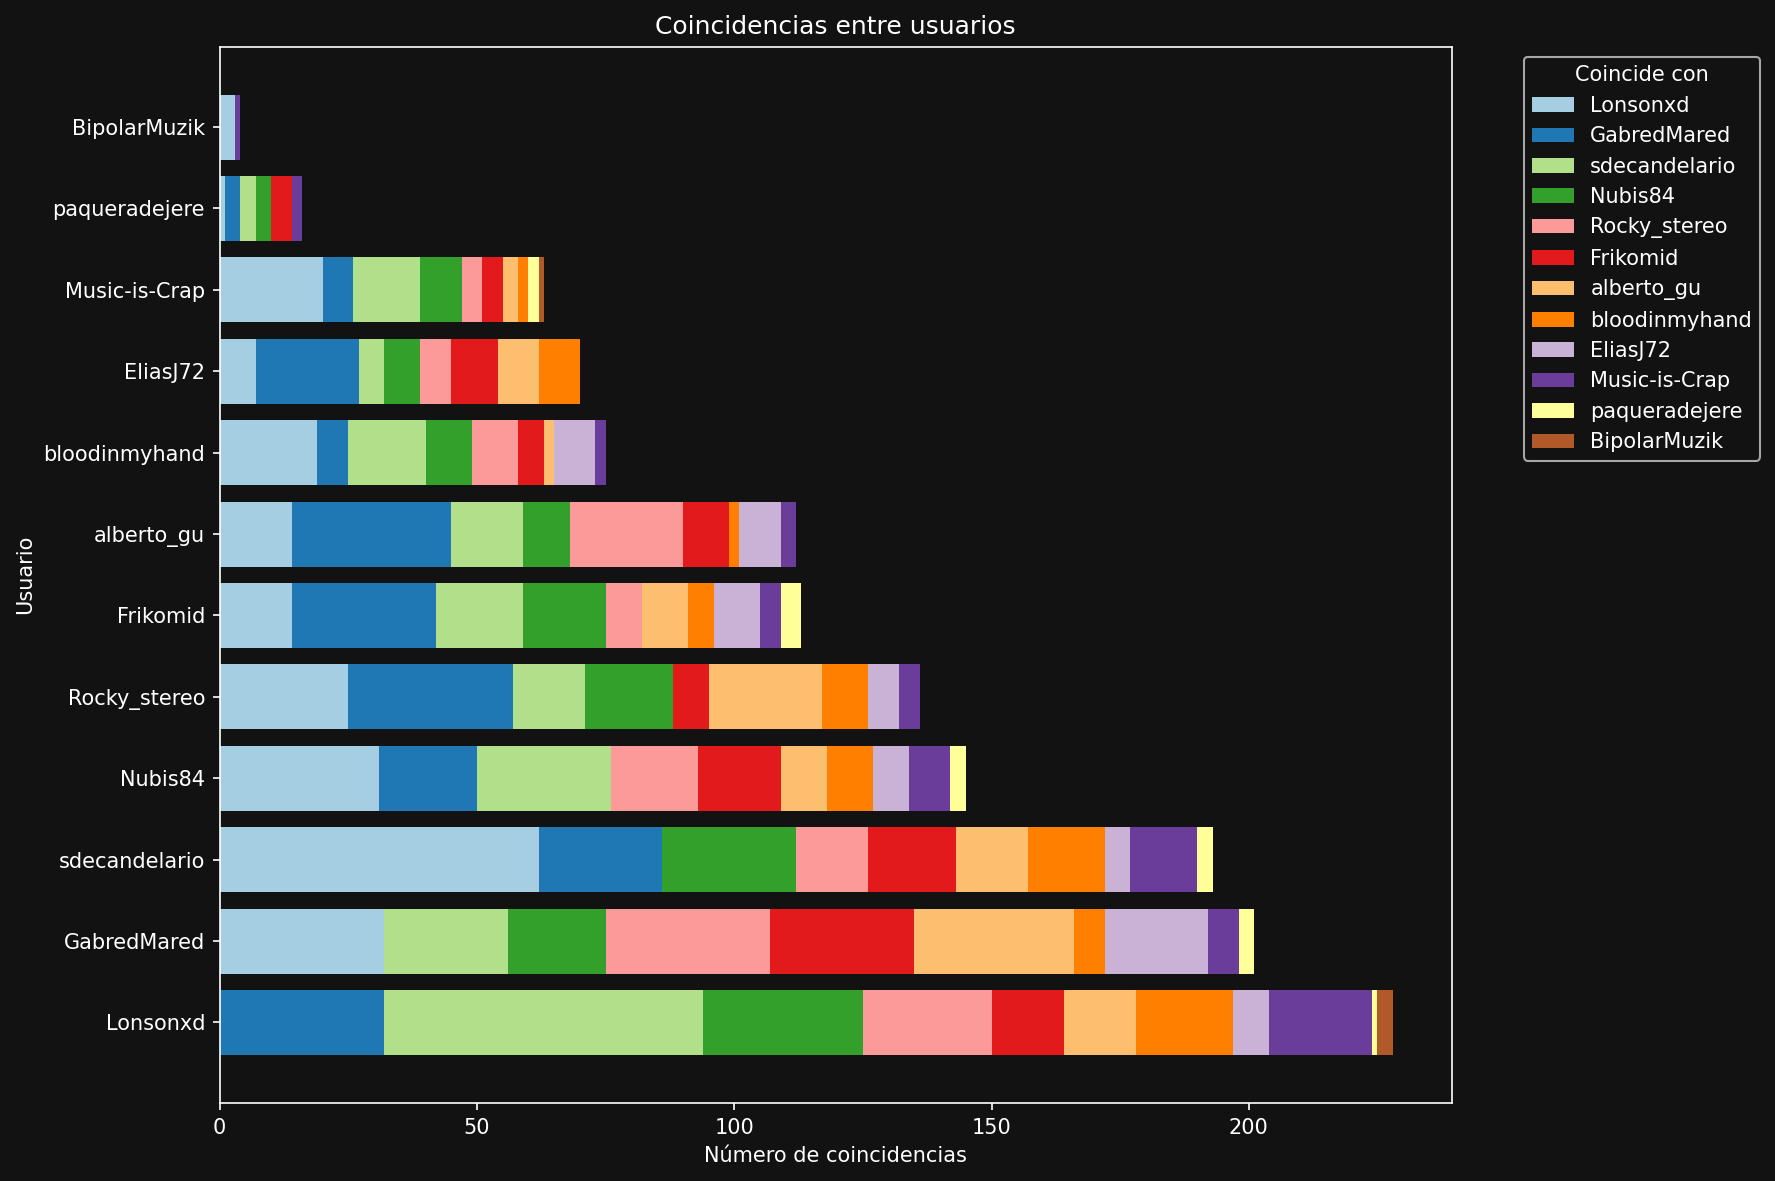 Coincidencias entre usuarios
Coincide con
Lonsonxd
GabredMared
sdecandelario
Nubis84
Rocky_stereo
Frikomid
alberto_gu
bloodinmyhand
EliasJ72
Music-is-Crap
paqueradejere
BipolarMuzik
Usuario
BipolarMuzik
paqueradejere
Music-is-Crap
EliasJ72
bloodinmyhand
alberto_gu
Frikomid
Rocky_stereo
Nubis84
sdecandelario
GabredMared
Lonsonxd
0 50 100 150 200
Número de coincidencias